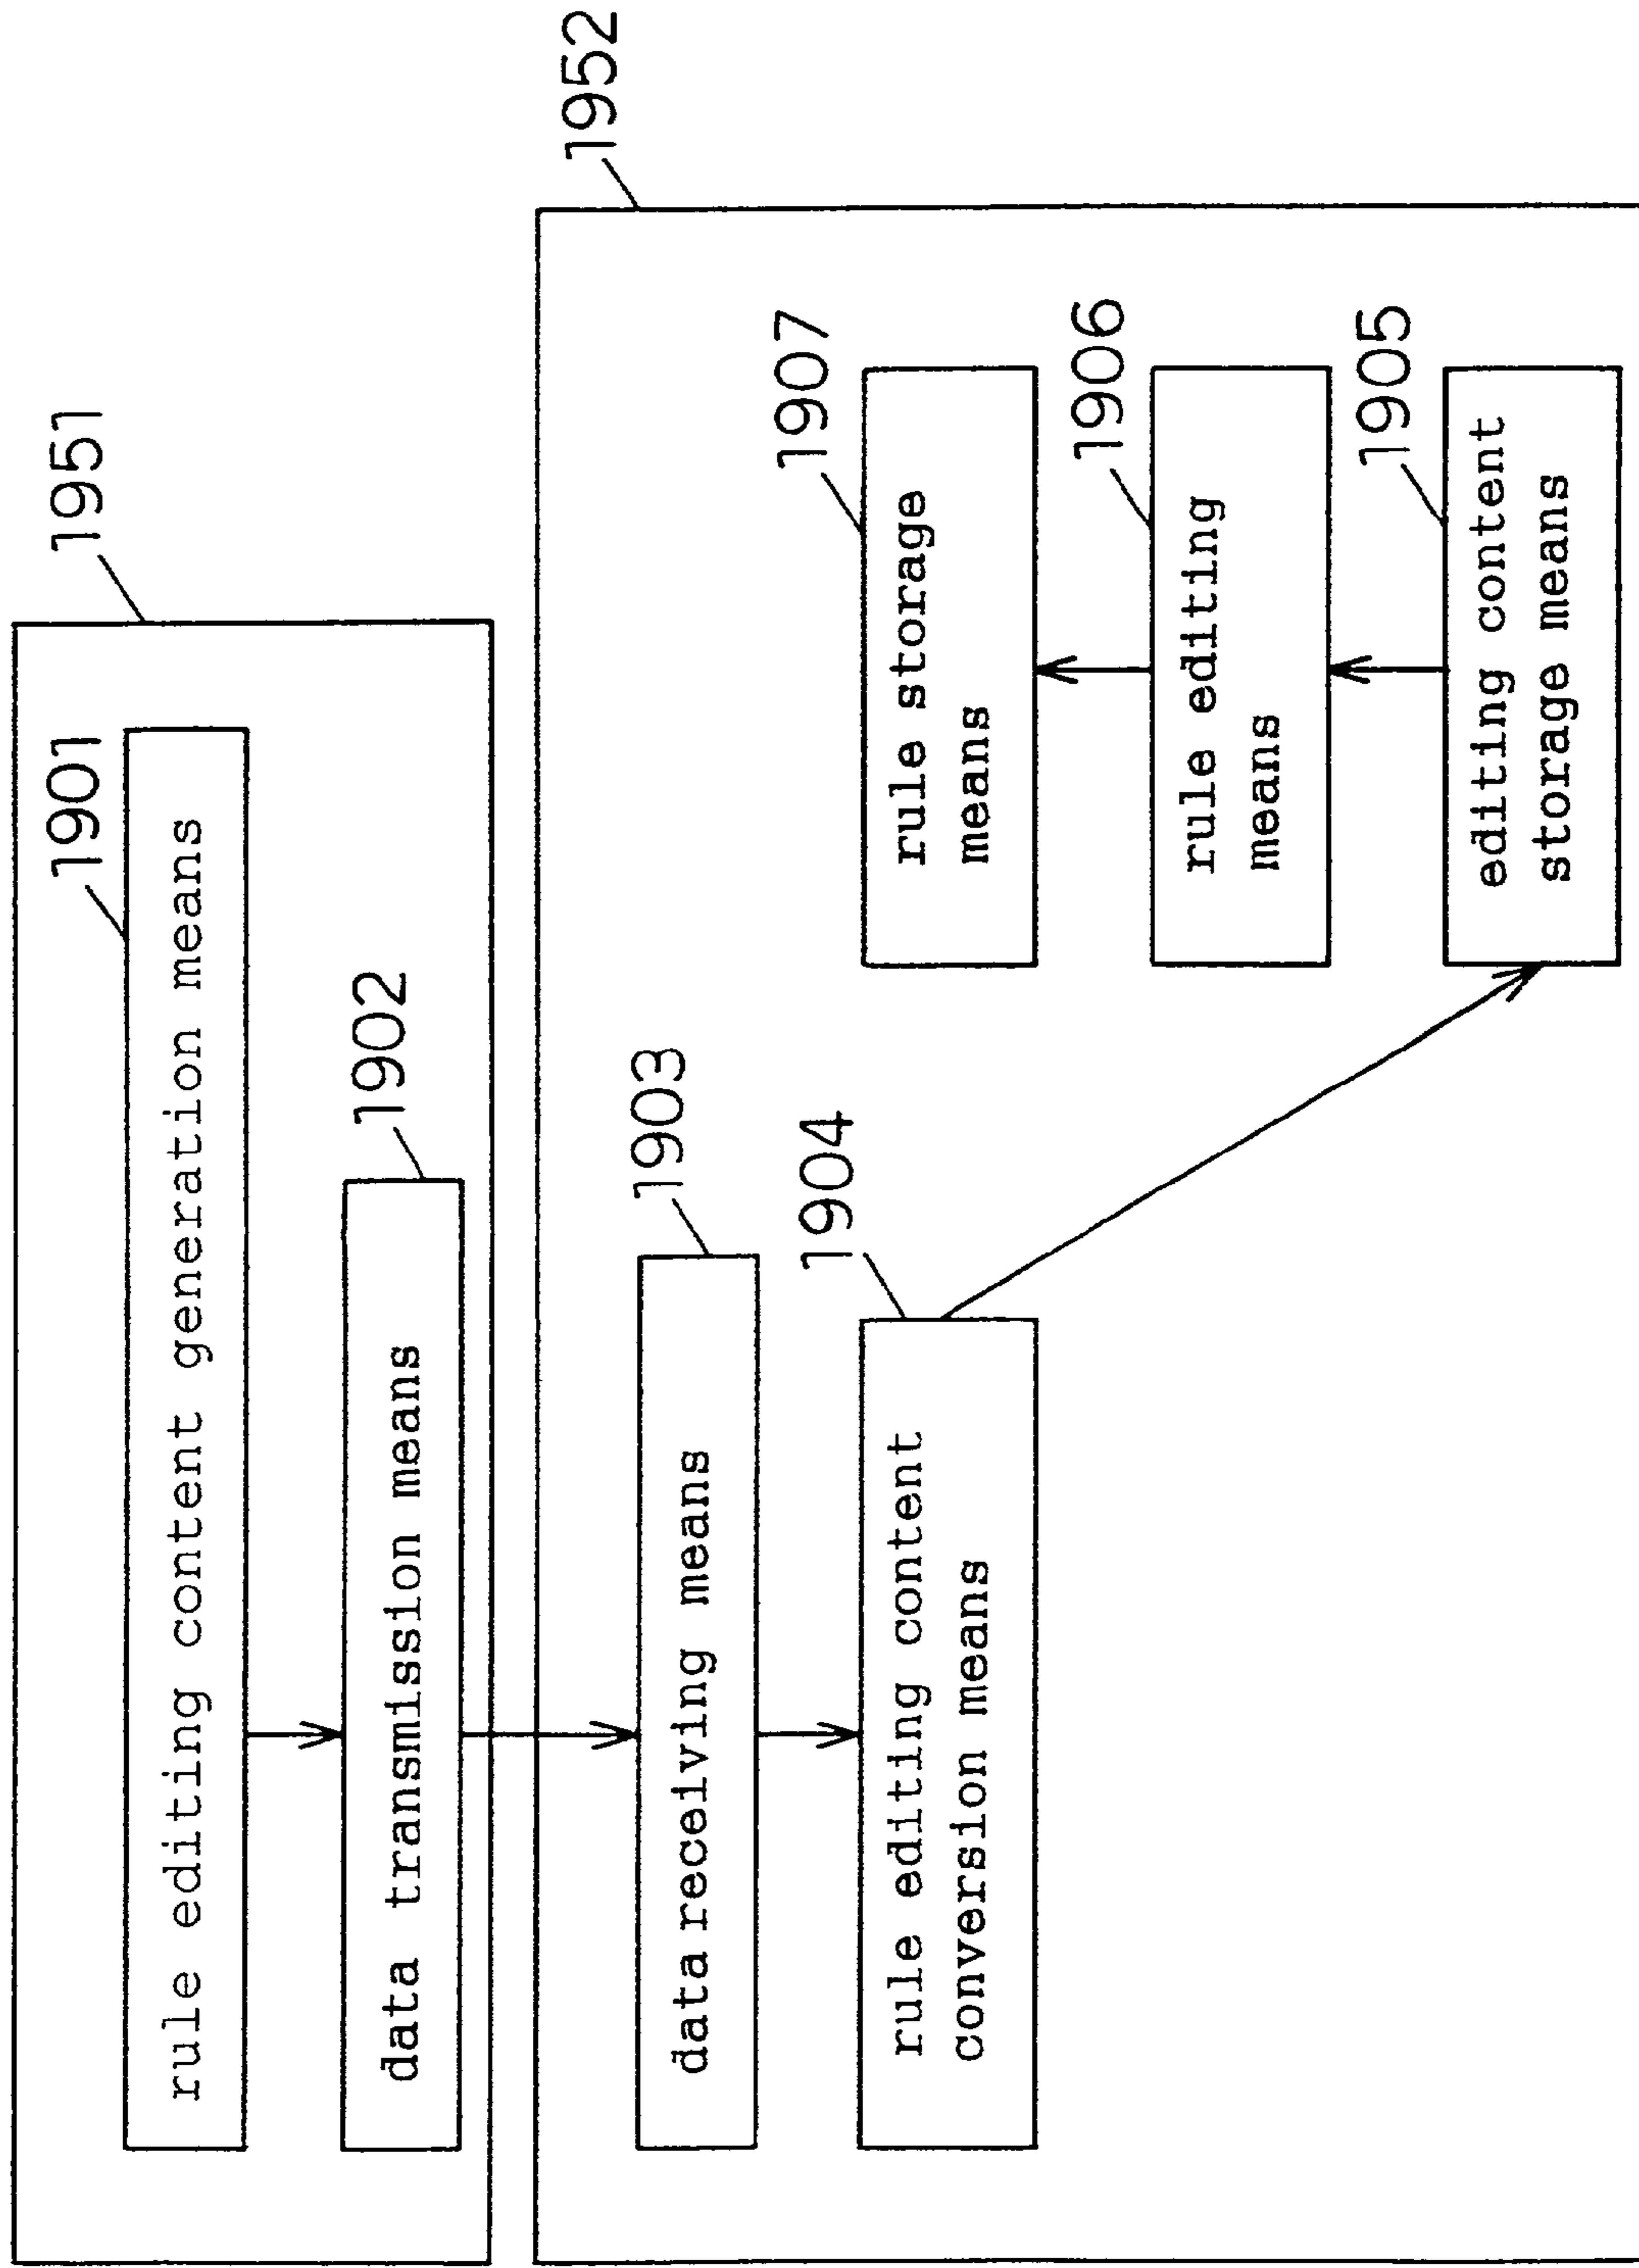 1951
1901
rule editing content generation means
1902
data transmission means
1952
1903
data receiving means
1904
rule editing content
conversion means
1907
rule storage
means
1906
rule editing
means
1905
editing content
storage means